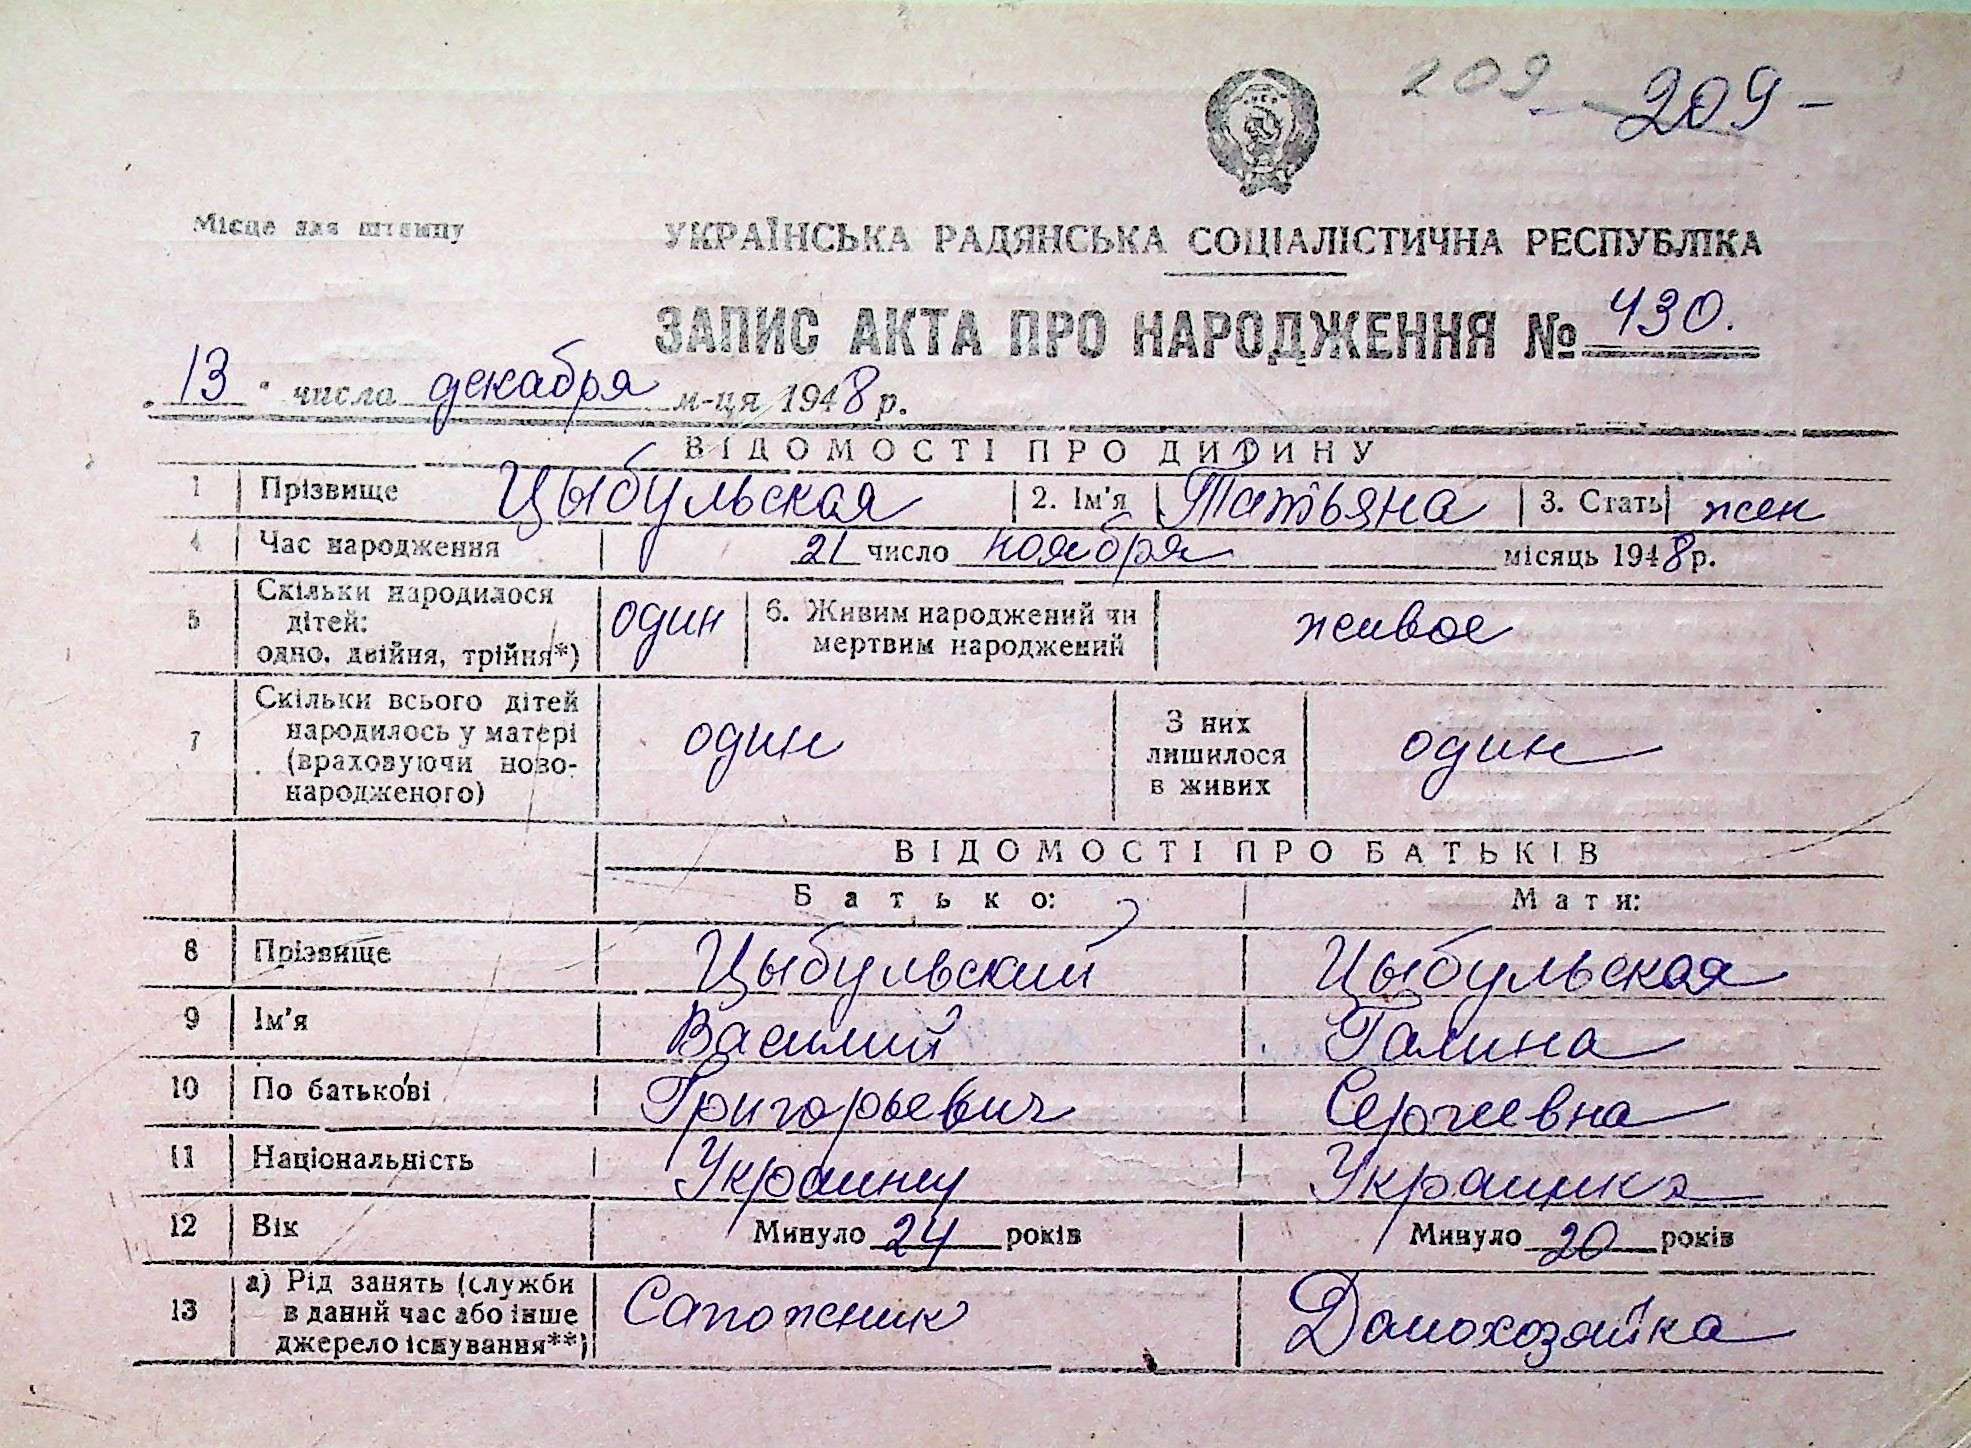 209 - 209 -
Місце для штампу
УКРАЇНСЬКА РАДЯНСЬКА СОЦІАЛІСТИЧНА РЕСПУБЛІКА
ЗАПИС АКТА ПРО НАРОДЖЕННЯ № 430.
13 числа декабря м-ця 1948 р.
ВІДОМОСТІ ПРО ДИТИНУ
1 Прізвище Цыбульская 2. Ім'я Татьяна 3. Стать жен
4 Час народження 21 число ноября місяць 1948 р.
5 Скільки народилося дітей: одно, двійня, трійня*) один 6. Живим народжений чи мертвим народжений живое
7 Скільки всього дітей народилось у матері (враховуючи ново-народженого) один З них лишилося в живих один
ВІДОМОСТІ ПРО БАТЬКІВ
Батько: Мати:
8 Прізвище Цыбульский Цыбульская
9 Ім'я Василий Галина
10 По батькові Григорьевич Сергеевна
11 Національність Украинец Украинка
12 Вік Минуло 24 років Минуло 20 років
13 а) Рід занять (служби в даний час або інше джерело існування**) Сапожник Домохозяйка